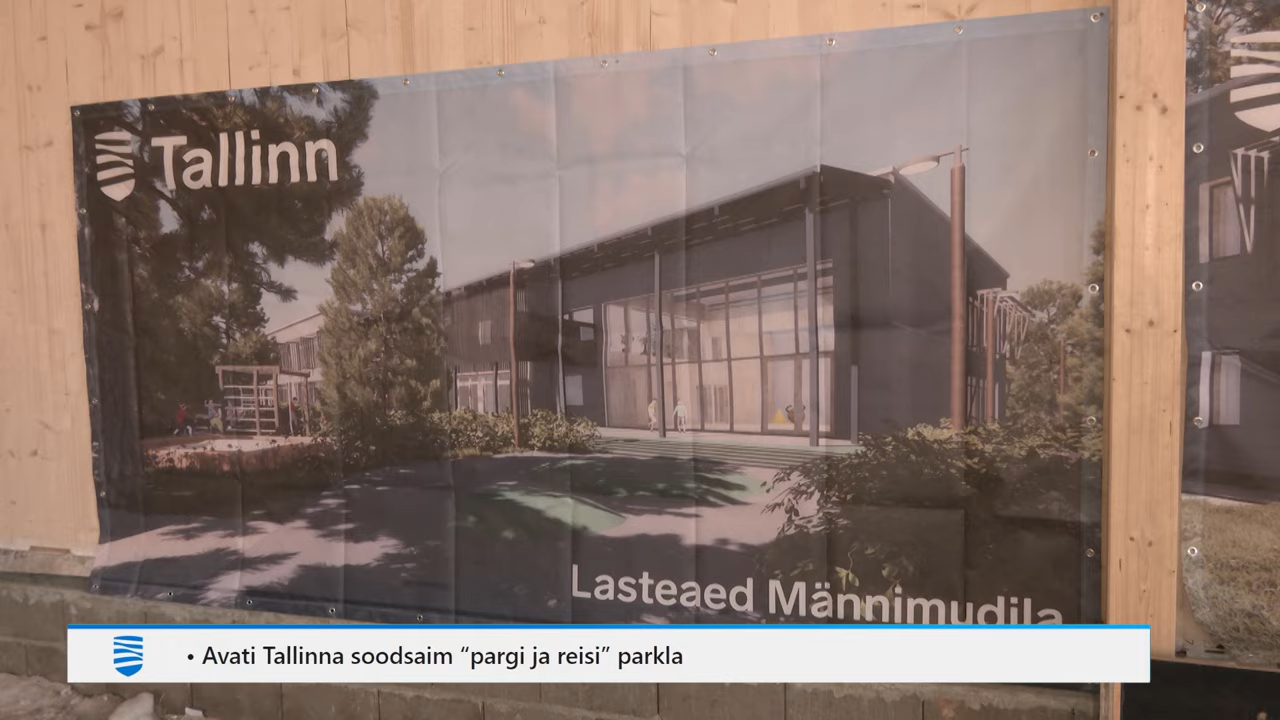 Tallinn
Lasteaed Männimudila
• Avati Tallinna soodsaim “pargi ja reisi” parkla